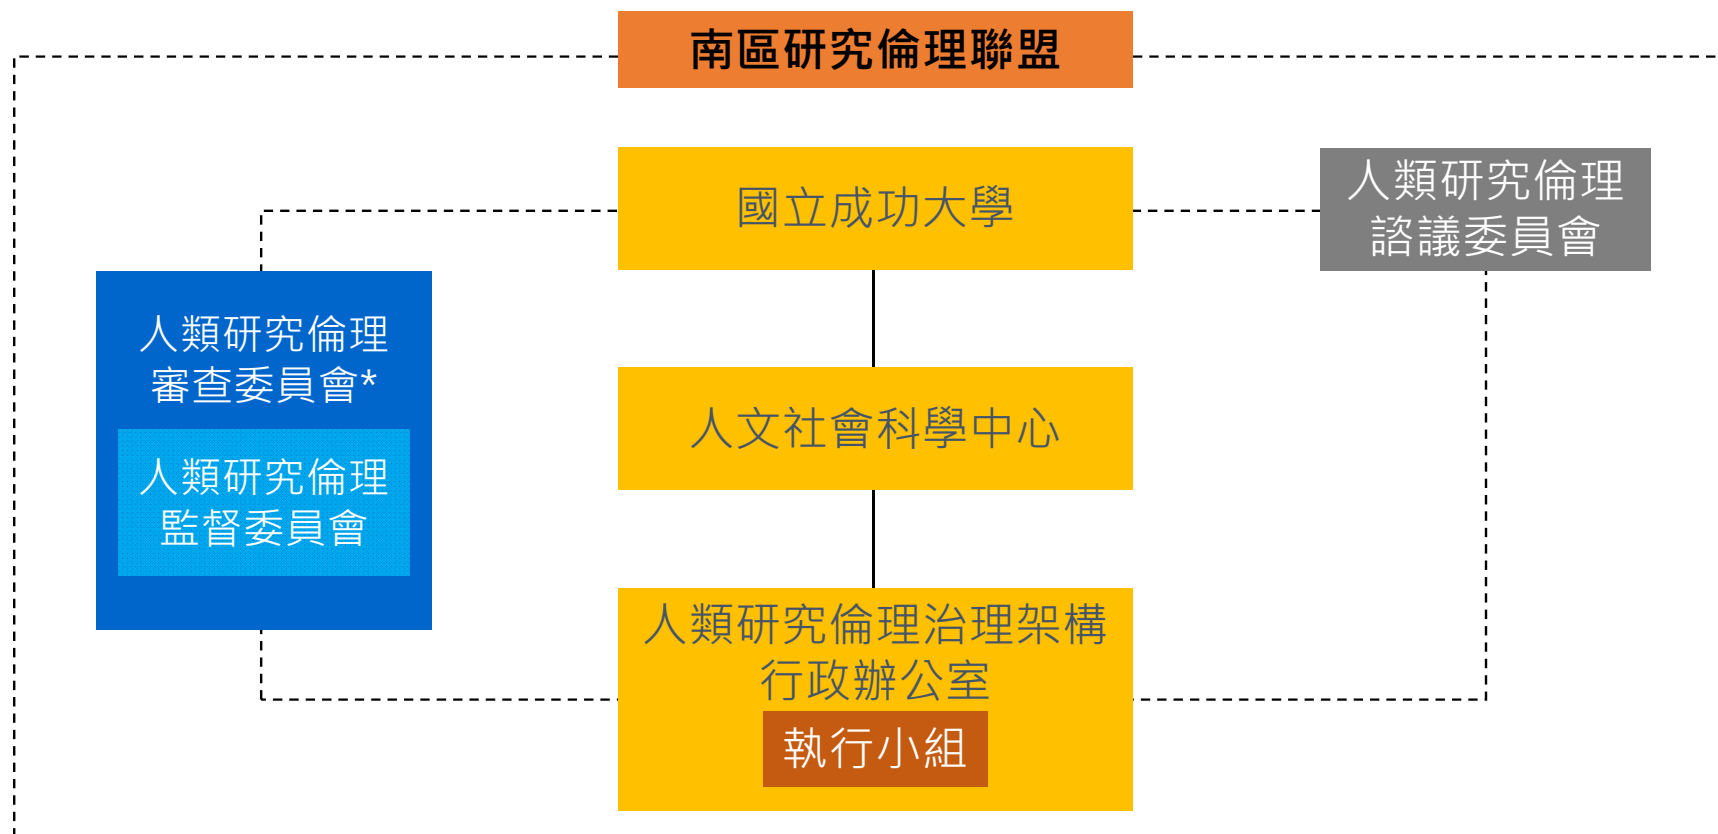 南區研究倫理聯盟
國立成功大學
人類研究倫理
諮議委員會
人類研究倫理
審查委員會*
人類研究倫理
監督委員會
人文社會科學中心
人類研究倫理治理架構
行政辦公室
執行小組